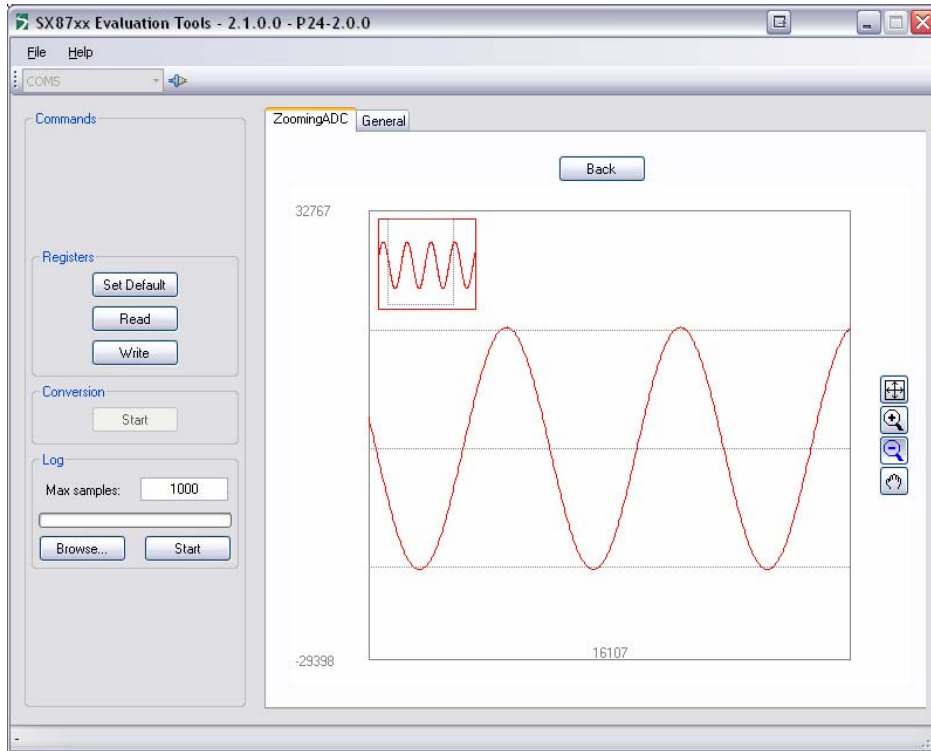 SX87xx Evaluation Tools - 2.1.0.0 - P24-2.0.0
File Help
COM5
Commands
Registers
Set Default
Read
Write
Conversion
Start
Log
Max samples: 1000
Browse... Start
ZoomingADC General
Back
32767
-29398
16107
-